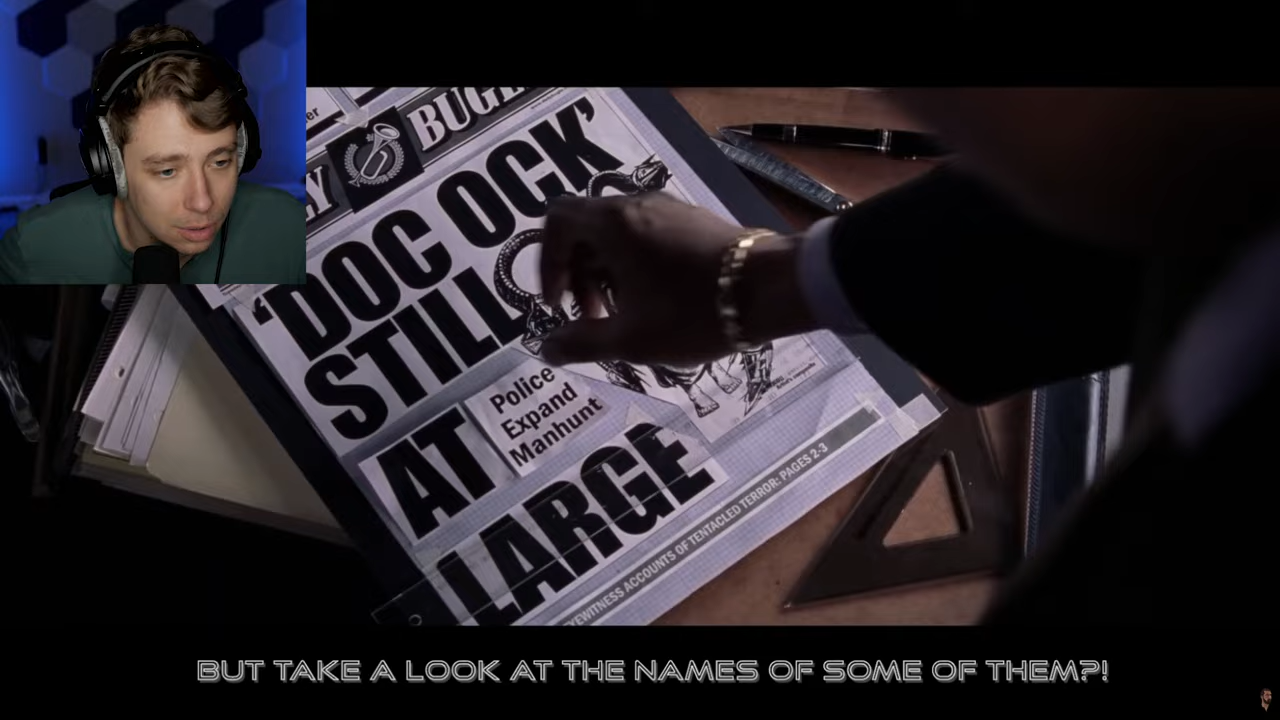 BUGL
'DOC OCK'
STILL
AT
Police
Expand
Manhunt
LARGE
EYEWITNESS ACCOUNTS OF TENTACLED TERROR: PAGES 2-3
BUT TAKE A LOOK AT THE NAMES OF SOME OF THEM?!